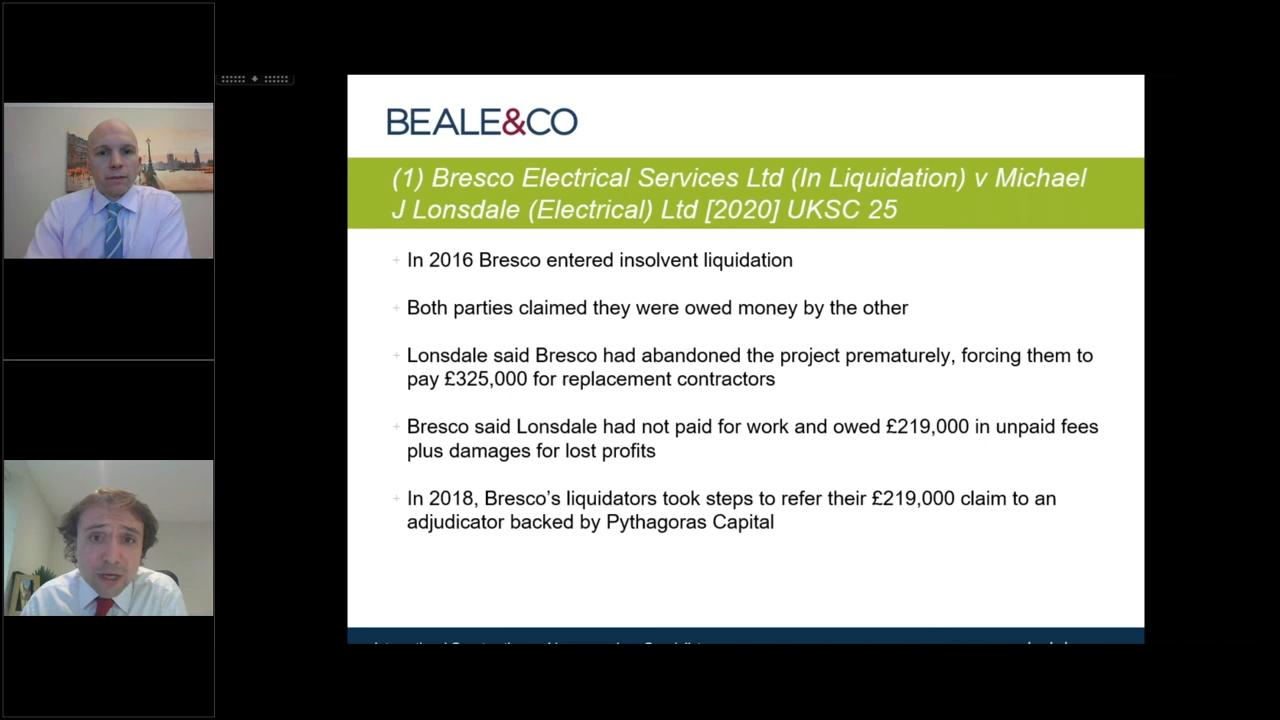 BEALE&CO
(1) Bresco Electrical Services Ltd (In Liquidation) v Michael
J Lonsdale (Electrical) Ltd [2020] UKSC 25
+ In 2016 Bresco entered insolvent liquidation
+ Both parties claimed they were owed money by the other
+ Lonsdale said Bresco had abandoned the project prematurely, forcing them to
pay £325,000 for replacement contractors
+ Bresco said Lonsdale had not paid for work and owed £219,000 in unpaid fees
plus damages for lost profits
+ In 2018, Bresco’s liquidators took steps to refer their £219,000 claim to an
adjudicator backed by Pythagoras Capital